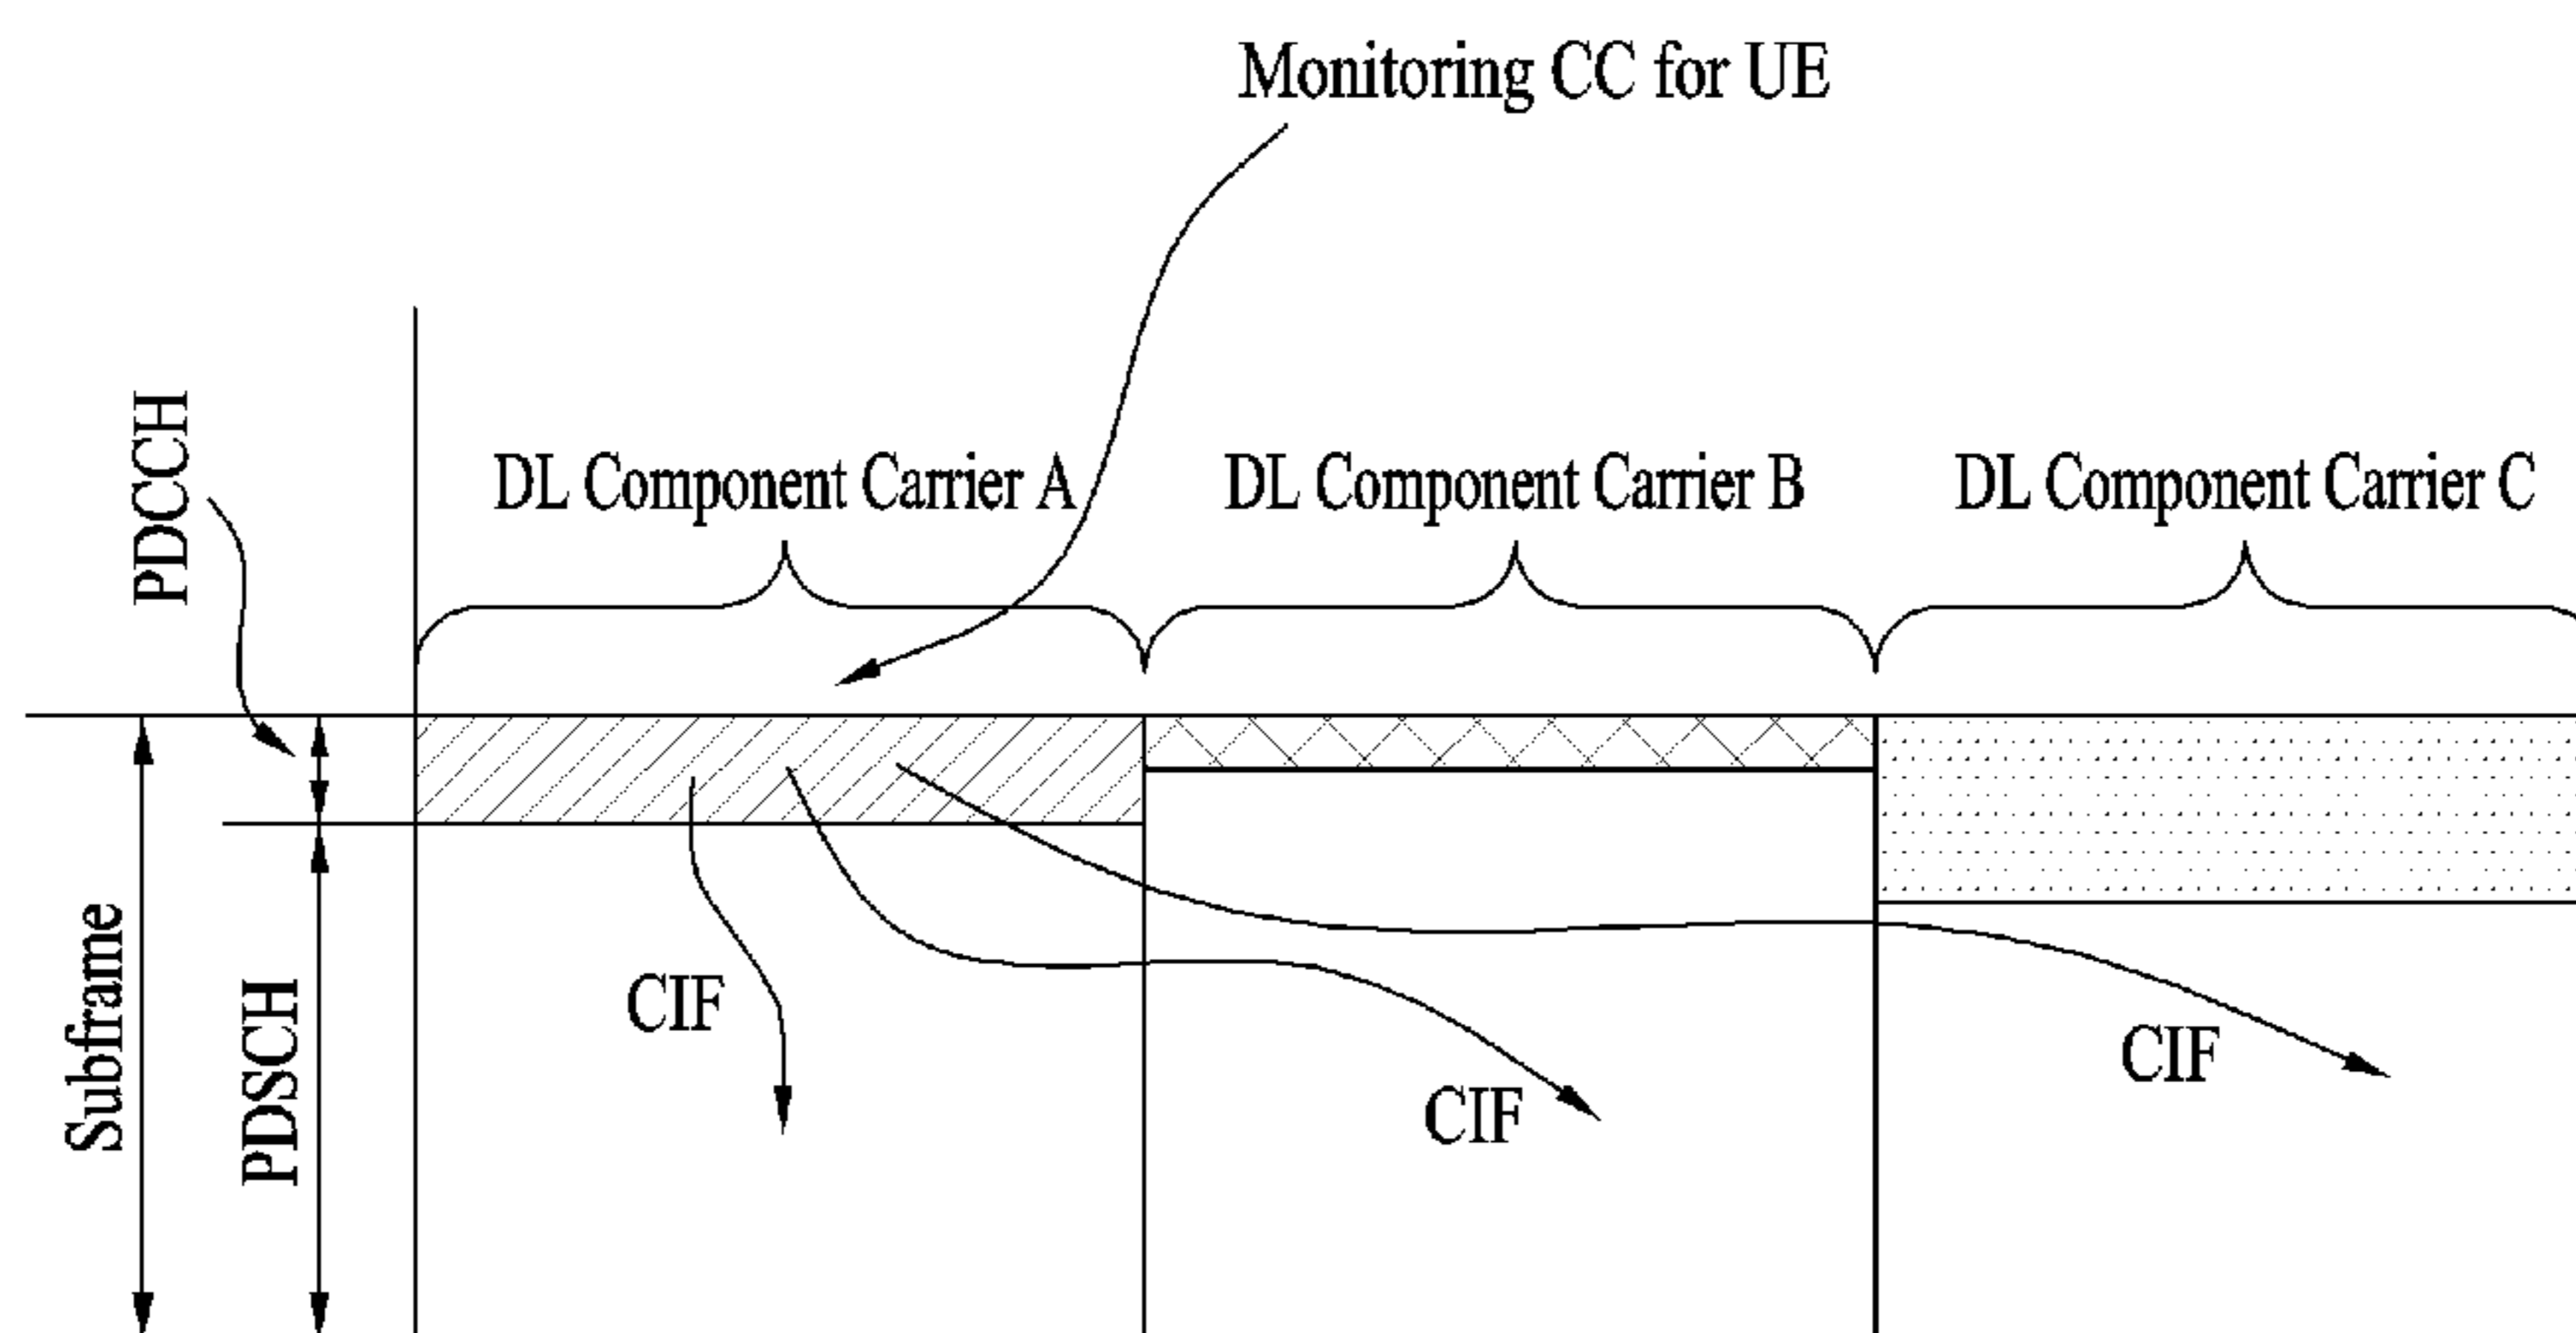 Monitoring CC for UE
PDCCH
DL Component Carrier A
DL Component Carrier B
DL Component Carrier C
Subframe
PDSCH
CIF
CIF
CIF